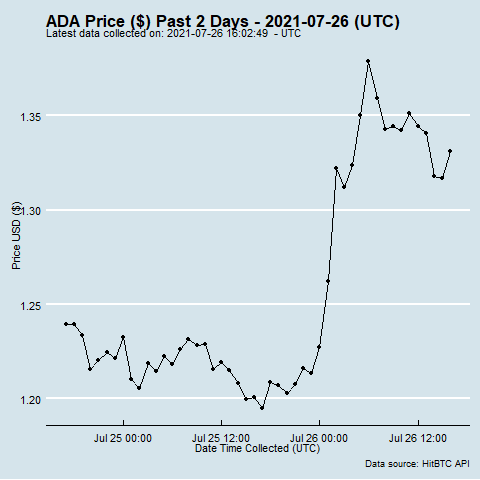 ADA Price ($) Past 2 Days - 2021-07-26 (UTC)
Latest data collected on: 2021-07-26 16:02:49  - UTC
Price USD ($)
1.35
1.30
1.25
1.20
Jul 25 00:00
Jul 25 12:00
Jul 26 00:00
Jul 26 12:00
Date Time Collected (UTC)
Data source: HitBTC API